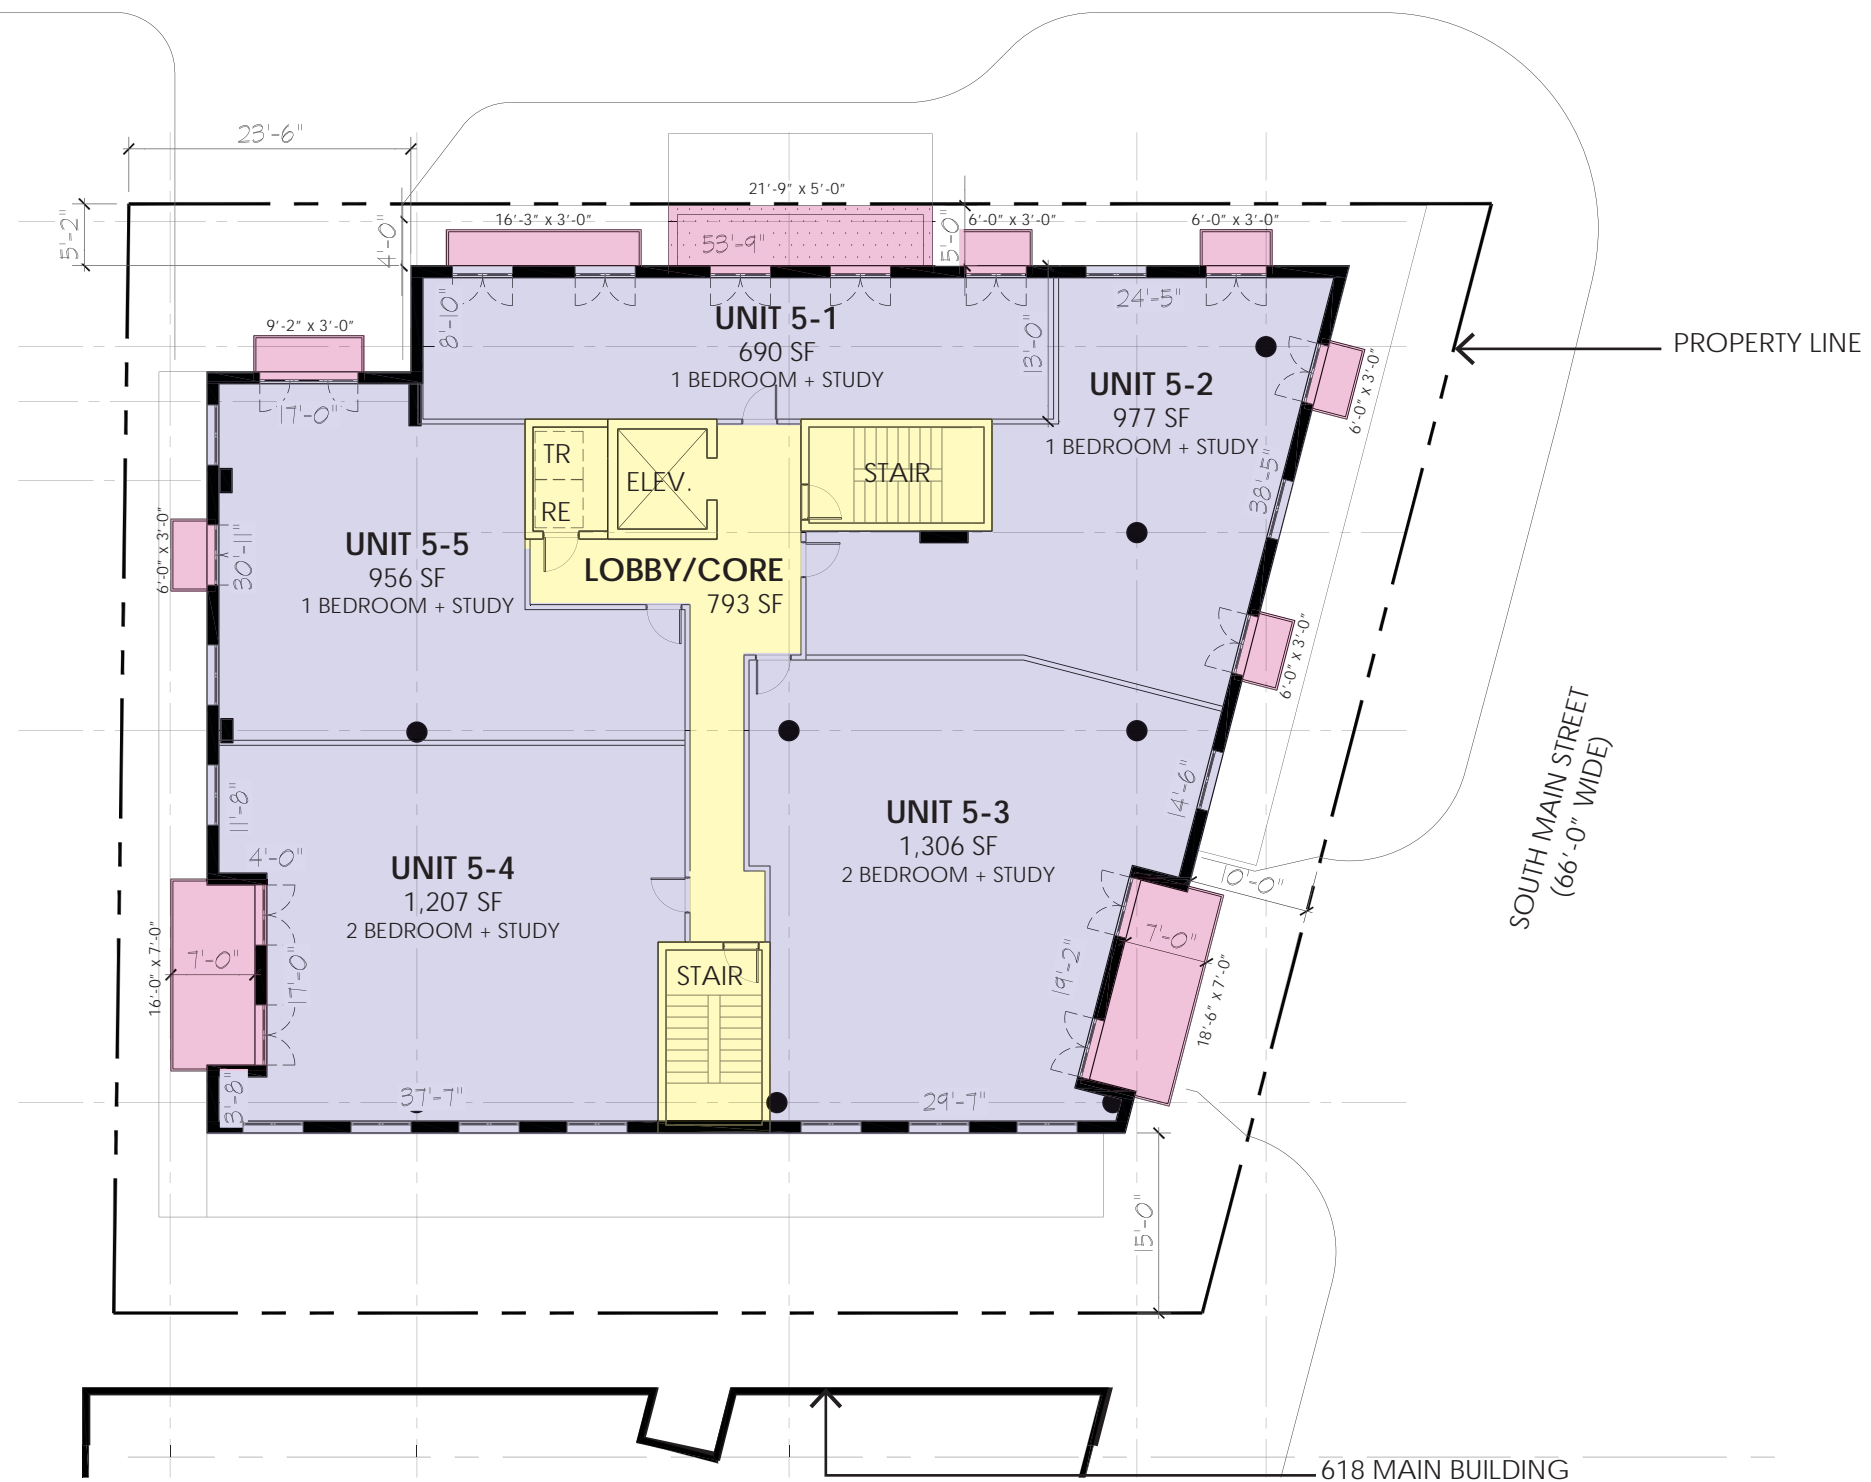 23'-6"
5'-2"
4'-0"
21'-9" x 5'-0"
16'-3" x 3'-0"
53'-9"
5'-0"
6'-0" x 3'-0"
6'-0" x 3'-0"
24'-5"
8'-10"
UNIT 5-1
690 SF
1 BEDROOM + STUDY
13'-0"
9'-2" x 3'-0"
17'-0"
PROPERTY LINE
6'-0" x 3'-0"
UNIT 5-2
977 SF
1 BEDROOM + STUDY
38'-5"
TR
RE
ELEV.
STAIR
6'-0" x 3'-0"
30'-11"
UNIT 5-5
956 SF
1 BEDROOM + STUDY
LOBBY/CORE
793 SF
6'-0" x 3'-0"
SOUTH MAIN STREET
(66'-0" WIDE)
11'-8"
4'-0"
UNIT 5-4
1,207 SF
2 BEDROOM + STUDY
UNIT 5-3
1,306 SF
2 BEDROOM + STUDY
14'-6"
10'-0"
16'-0" x 7'-0"
7'-0"
17'-0"
STAIR
19'-2"
7'-0"
18'-6" x 7'-0"
3'-8"
37'-7"
29'-7"
15'-0"
618 MAIN BUILDING